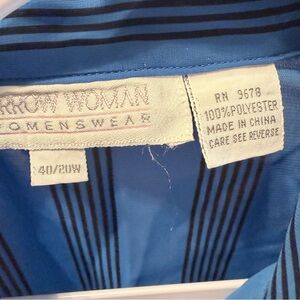 RROW WOMAN
OMENSWEAR
40/20W
RN 9678
100%POLYESTER
MADE IN CHINA
CARE SEE REVERSE